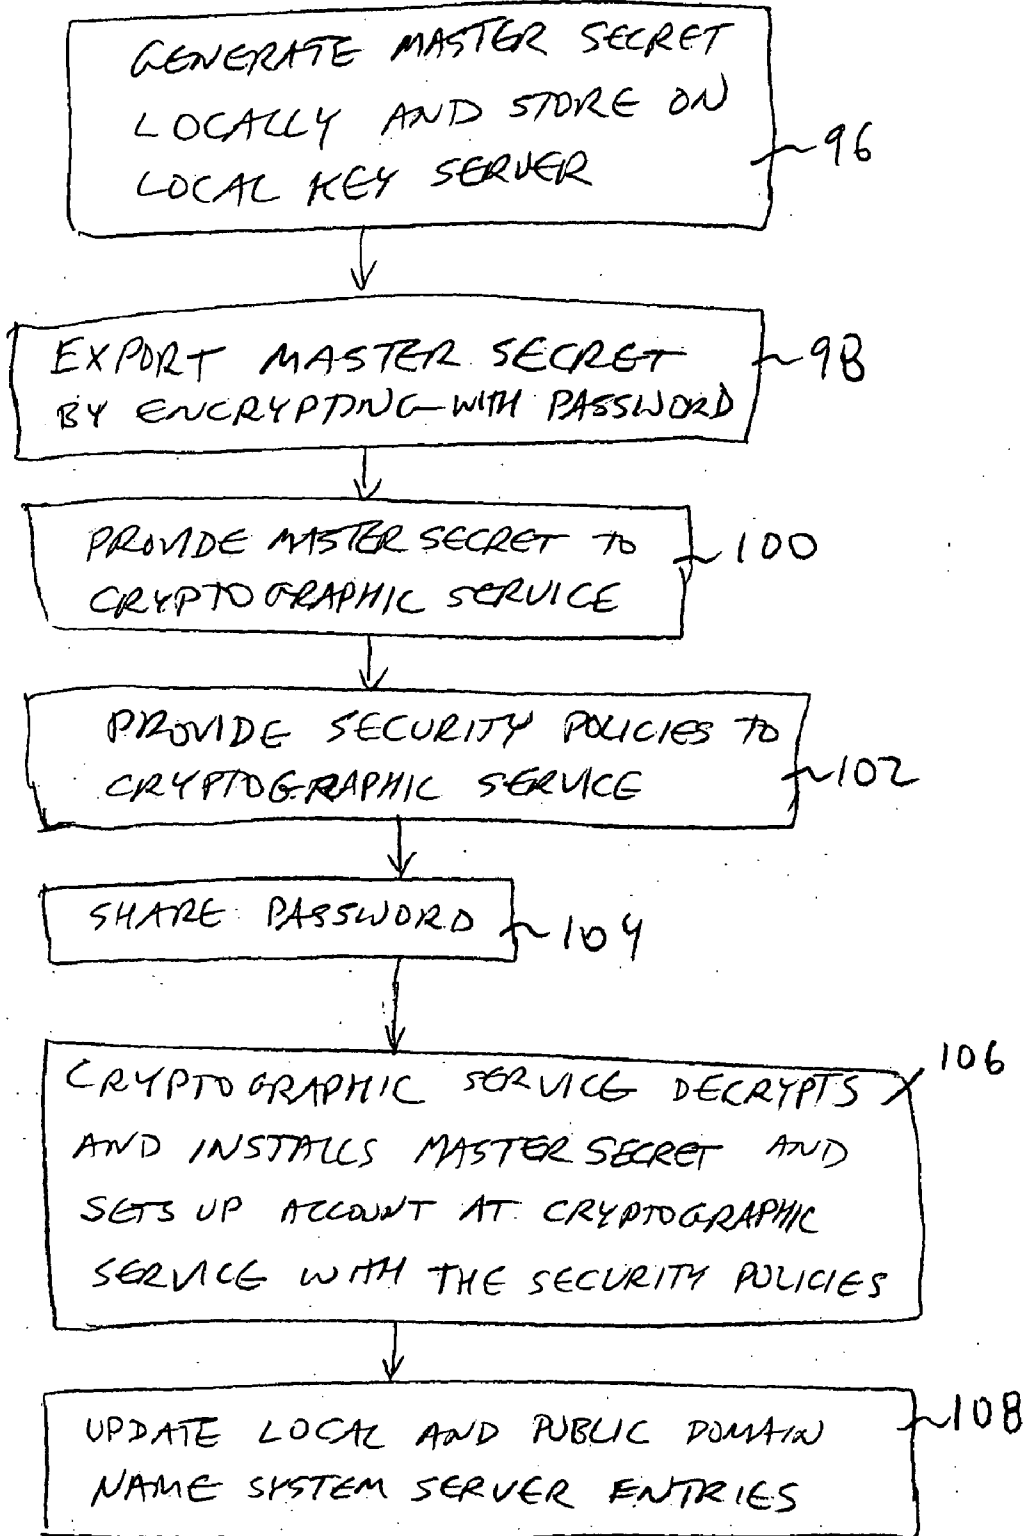 GENERATE MASTER SECRET
LOCALLY AND STORE ON
LOCAL KEY SERVER
96
EXPORT MASTER SECRET
BY ENCRYPTING WITH PASSWORD
98
PROVIDE MASTER SECRET TO
CRYPTOGRAPHIC SERVICE
100
PROVIDE SECURITY POLICIES TO
CRYPTOGRAPHIC SERVICE
102
SHARE PASSWORD
104
CRYPTOGRAPHIC SERVICE DECRYPTS
AND INSTALLS MASTER SECRET AND
SETS UP ACCOUNT AT CRYPTOGRAPHIC
SERVICE WITH THE SECURITY POLICIES
106
UPDATE LOCAL AND PUBLIC DOMAIN
NAME SYSTEM SERVER ENTRIES
108